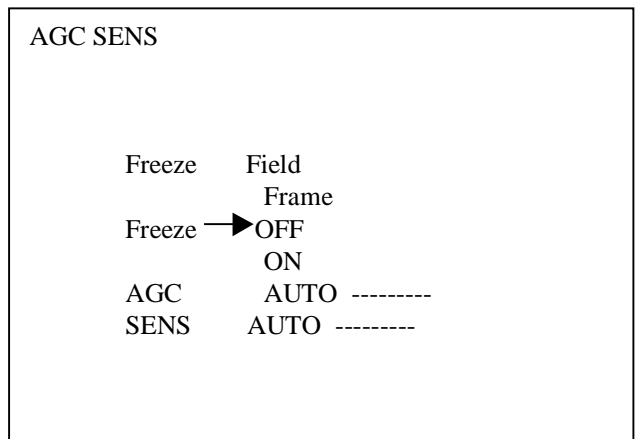 AGC SENS
Freeze Field
Frame
Freeze OFF
ON
AGC AUTO ---------
SENS AUTO ---------